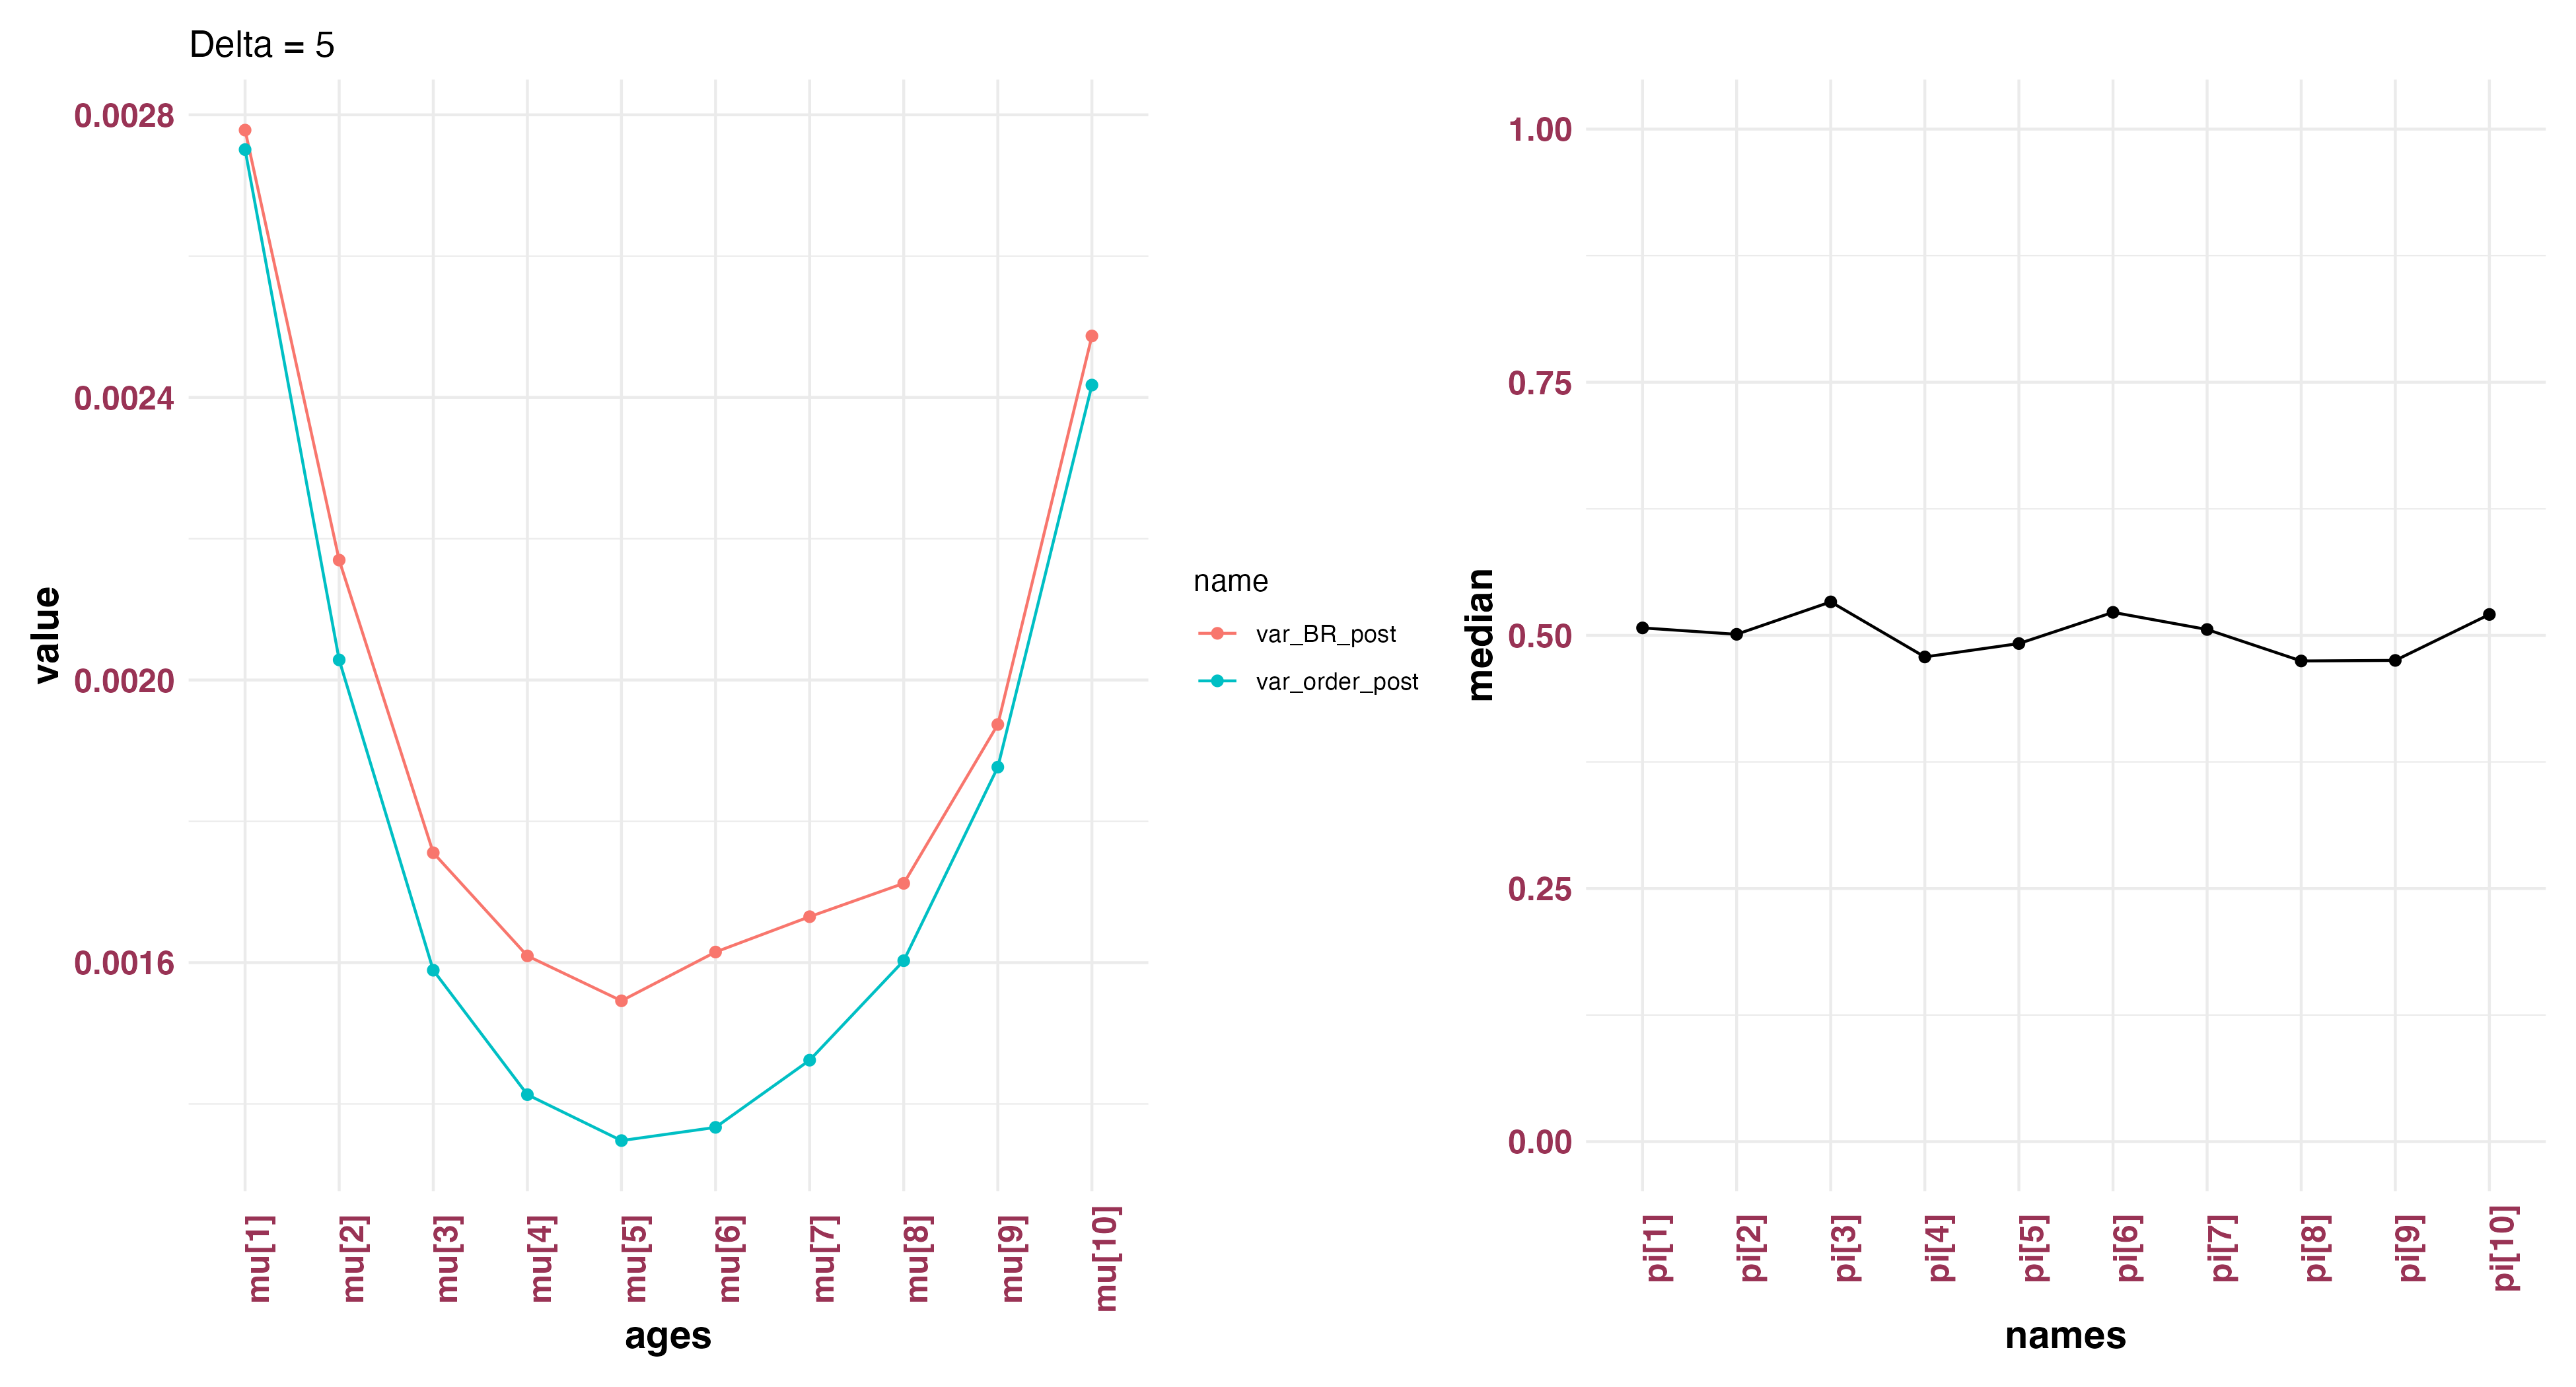 Delta = 5
value
0.0028
0.0024
0.0020
0.0016
mu[1]
mu[2]
mu[3]
mu[4]
mu[5]
mu[6]
mu[7]
mu[8]
mu[9]
mu[10]
ages
name
var_BR_post
var_order_post
median
1.00
0.75
0.50
0.25
0.00
pi[1]
pi[2]
pi[3]
pi[4]
pi[5]
pi[6]
pi[7]
pi[8]
pi[9]
pi[10]
names